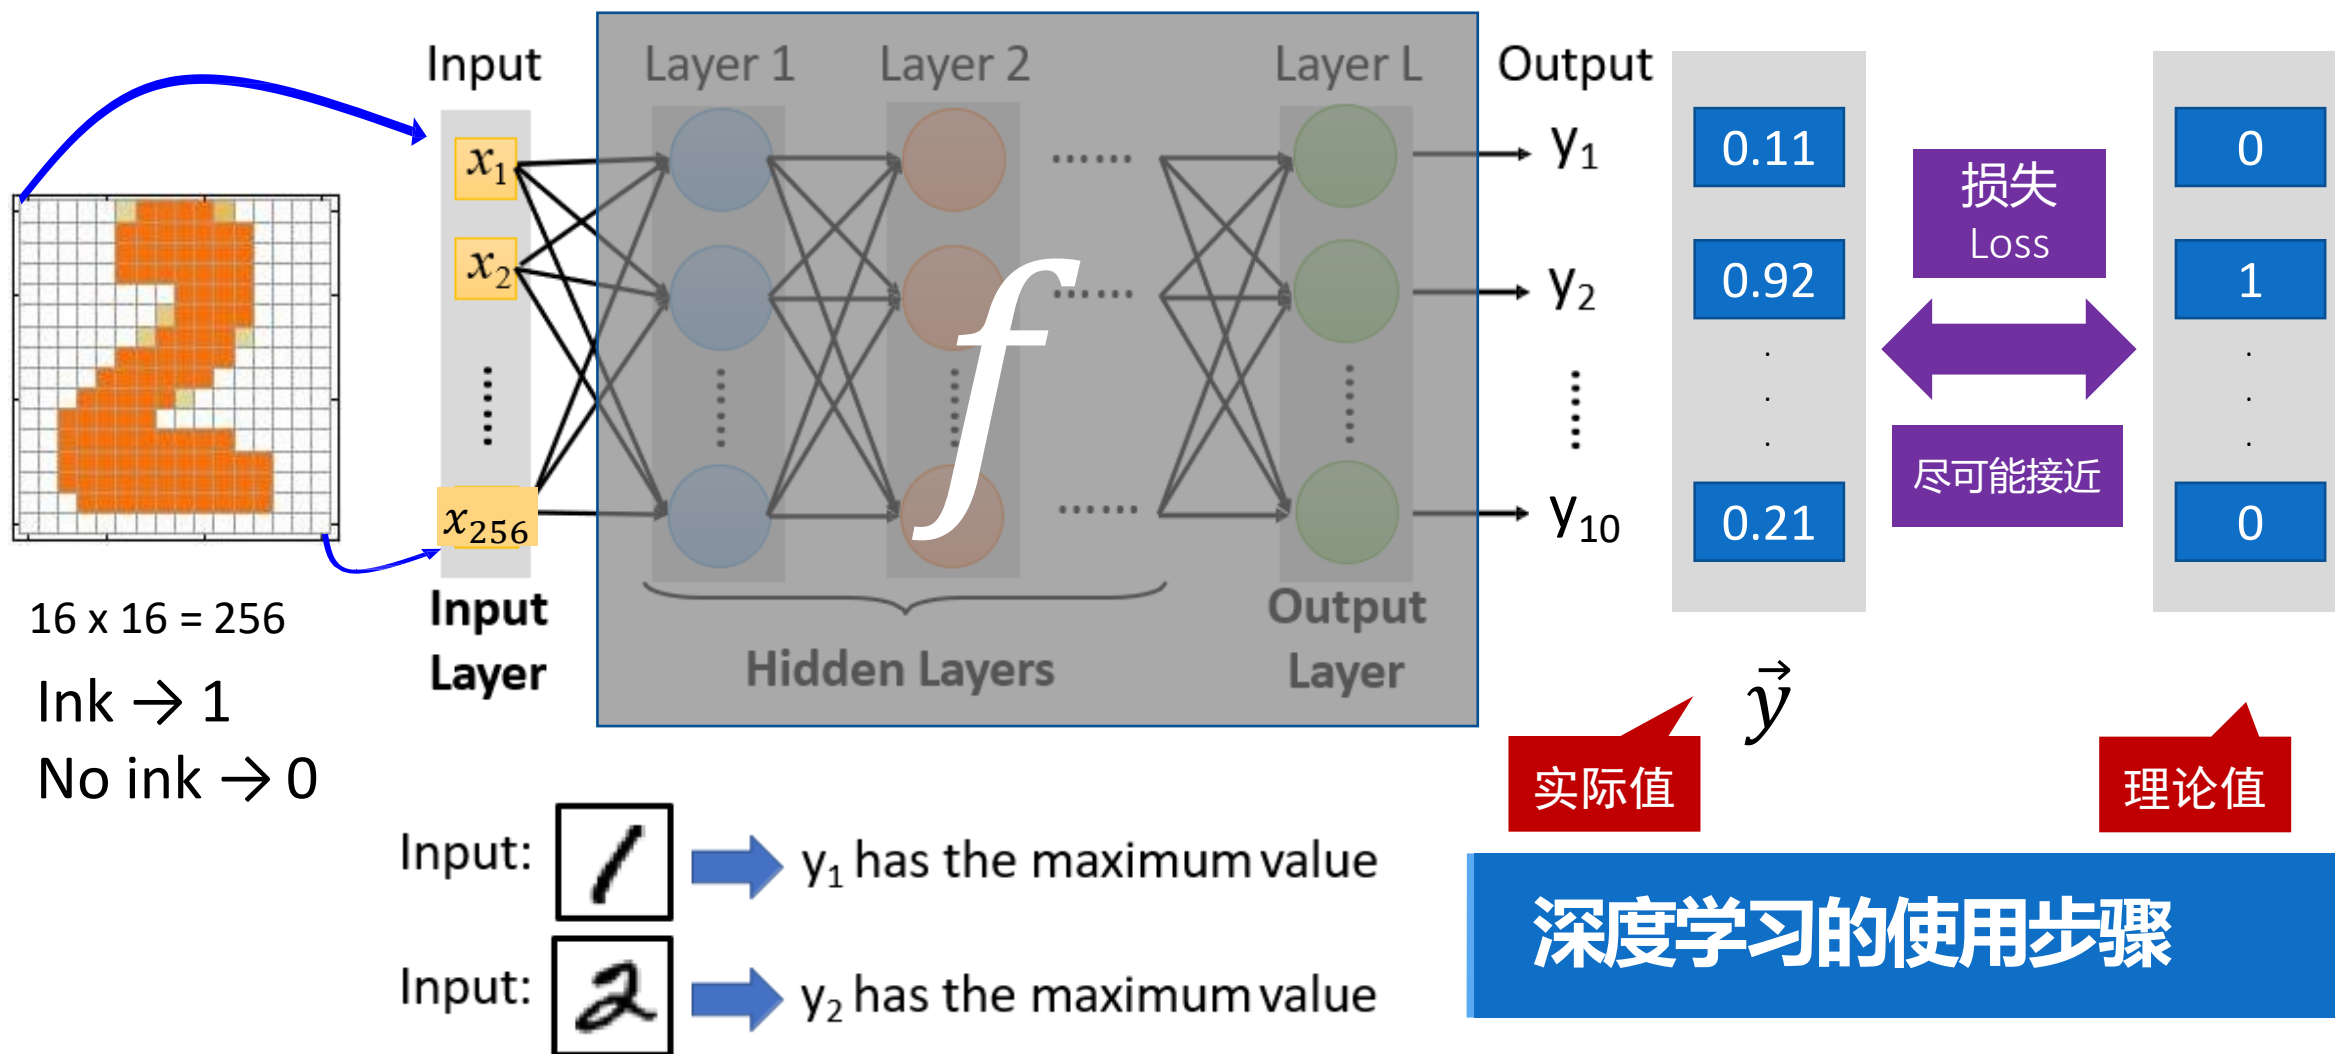 Input
Layer 1
Layer 2
Layer L
Output
x₁
x₂
⋮
x₂₅₆
……
……
……
f
y₁
y₂
⋮
y₁₀
0.11
0.92
.
.
.
0.21
损失
Loss
尽可能接近
0
1
.
.
.
0
16 x 16 = 256
Ink → 1
No ink → 0
Input
Layer
Hidden Layers
Output
Layer
y⃗
实际值
理论值
Input: 1 y₁ has the maximum value
Input: 2 y₂ has the maximum value
深度学习的使用步骤